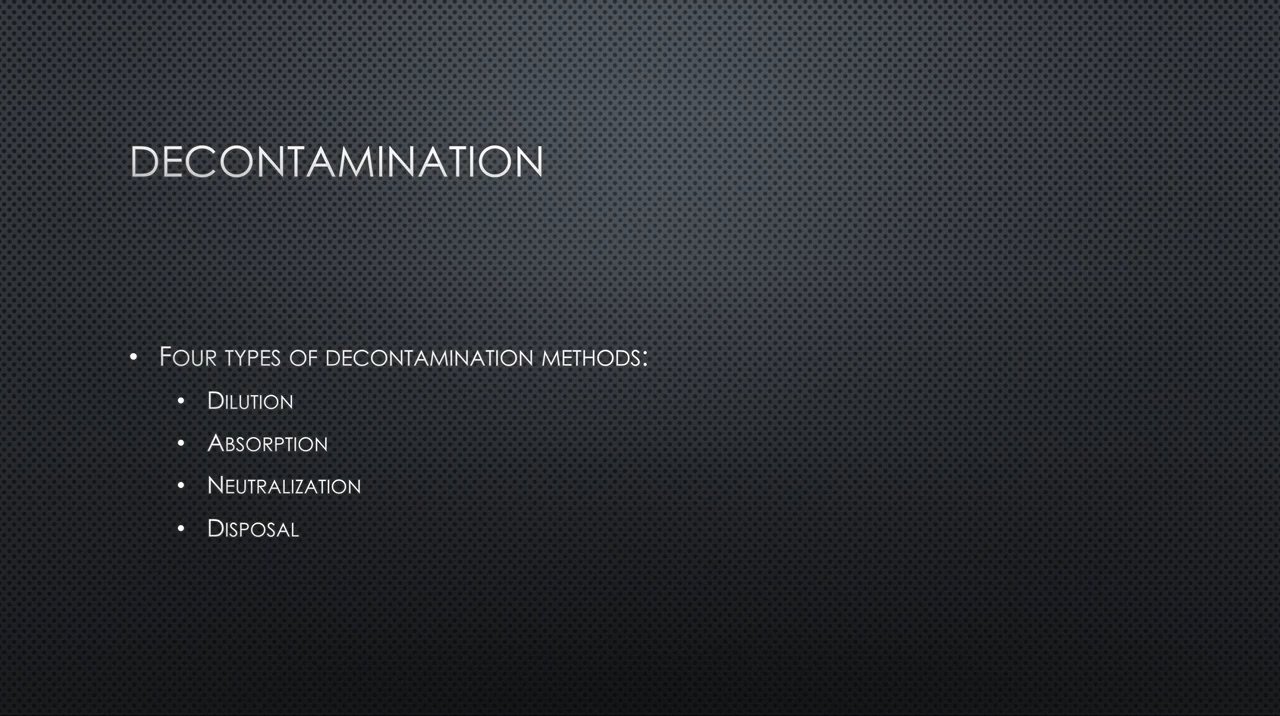 DECONTAMINATION
• Four types of decontamination methods:
• Dilution
• Absorption
• Neutralization
• Disposal